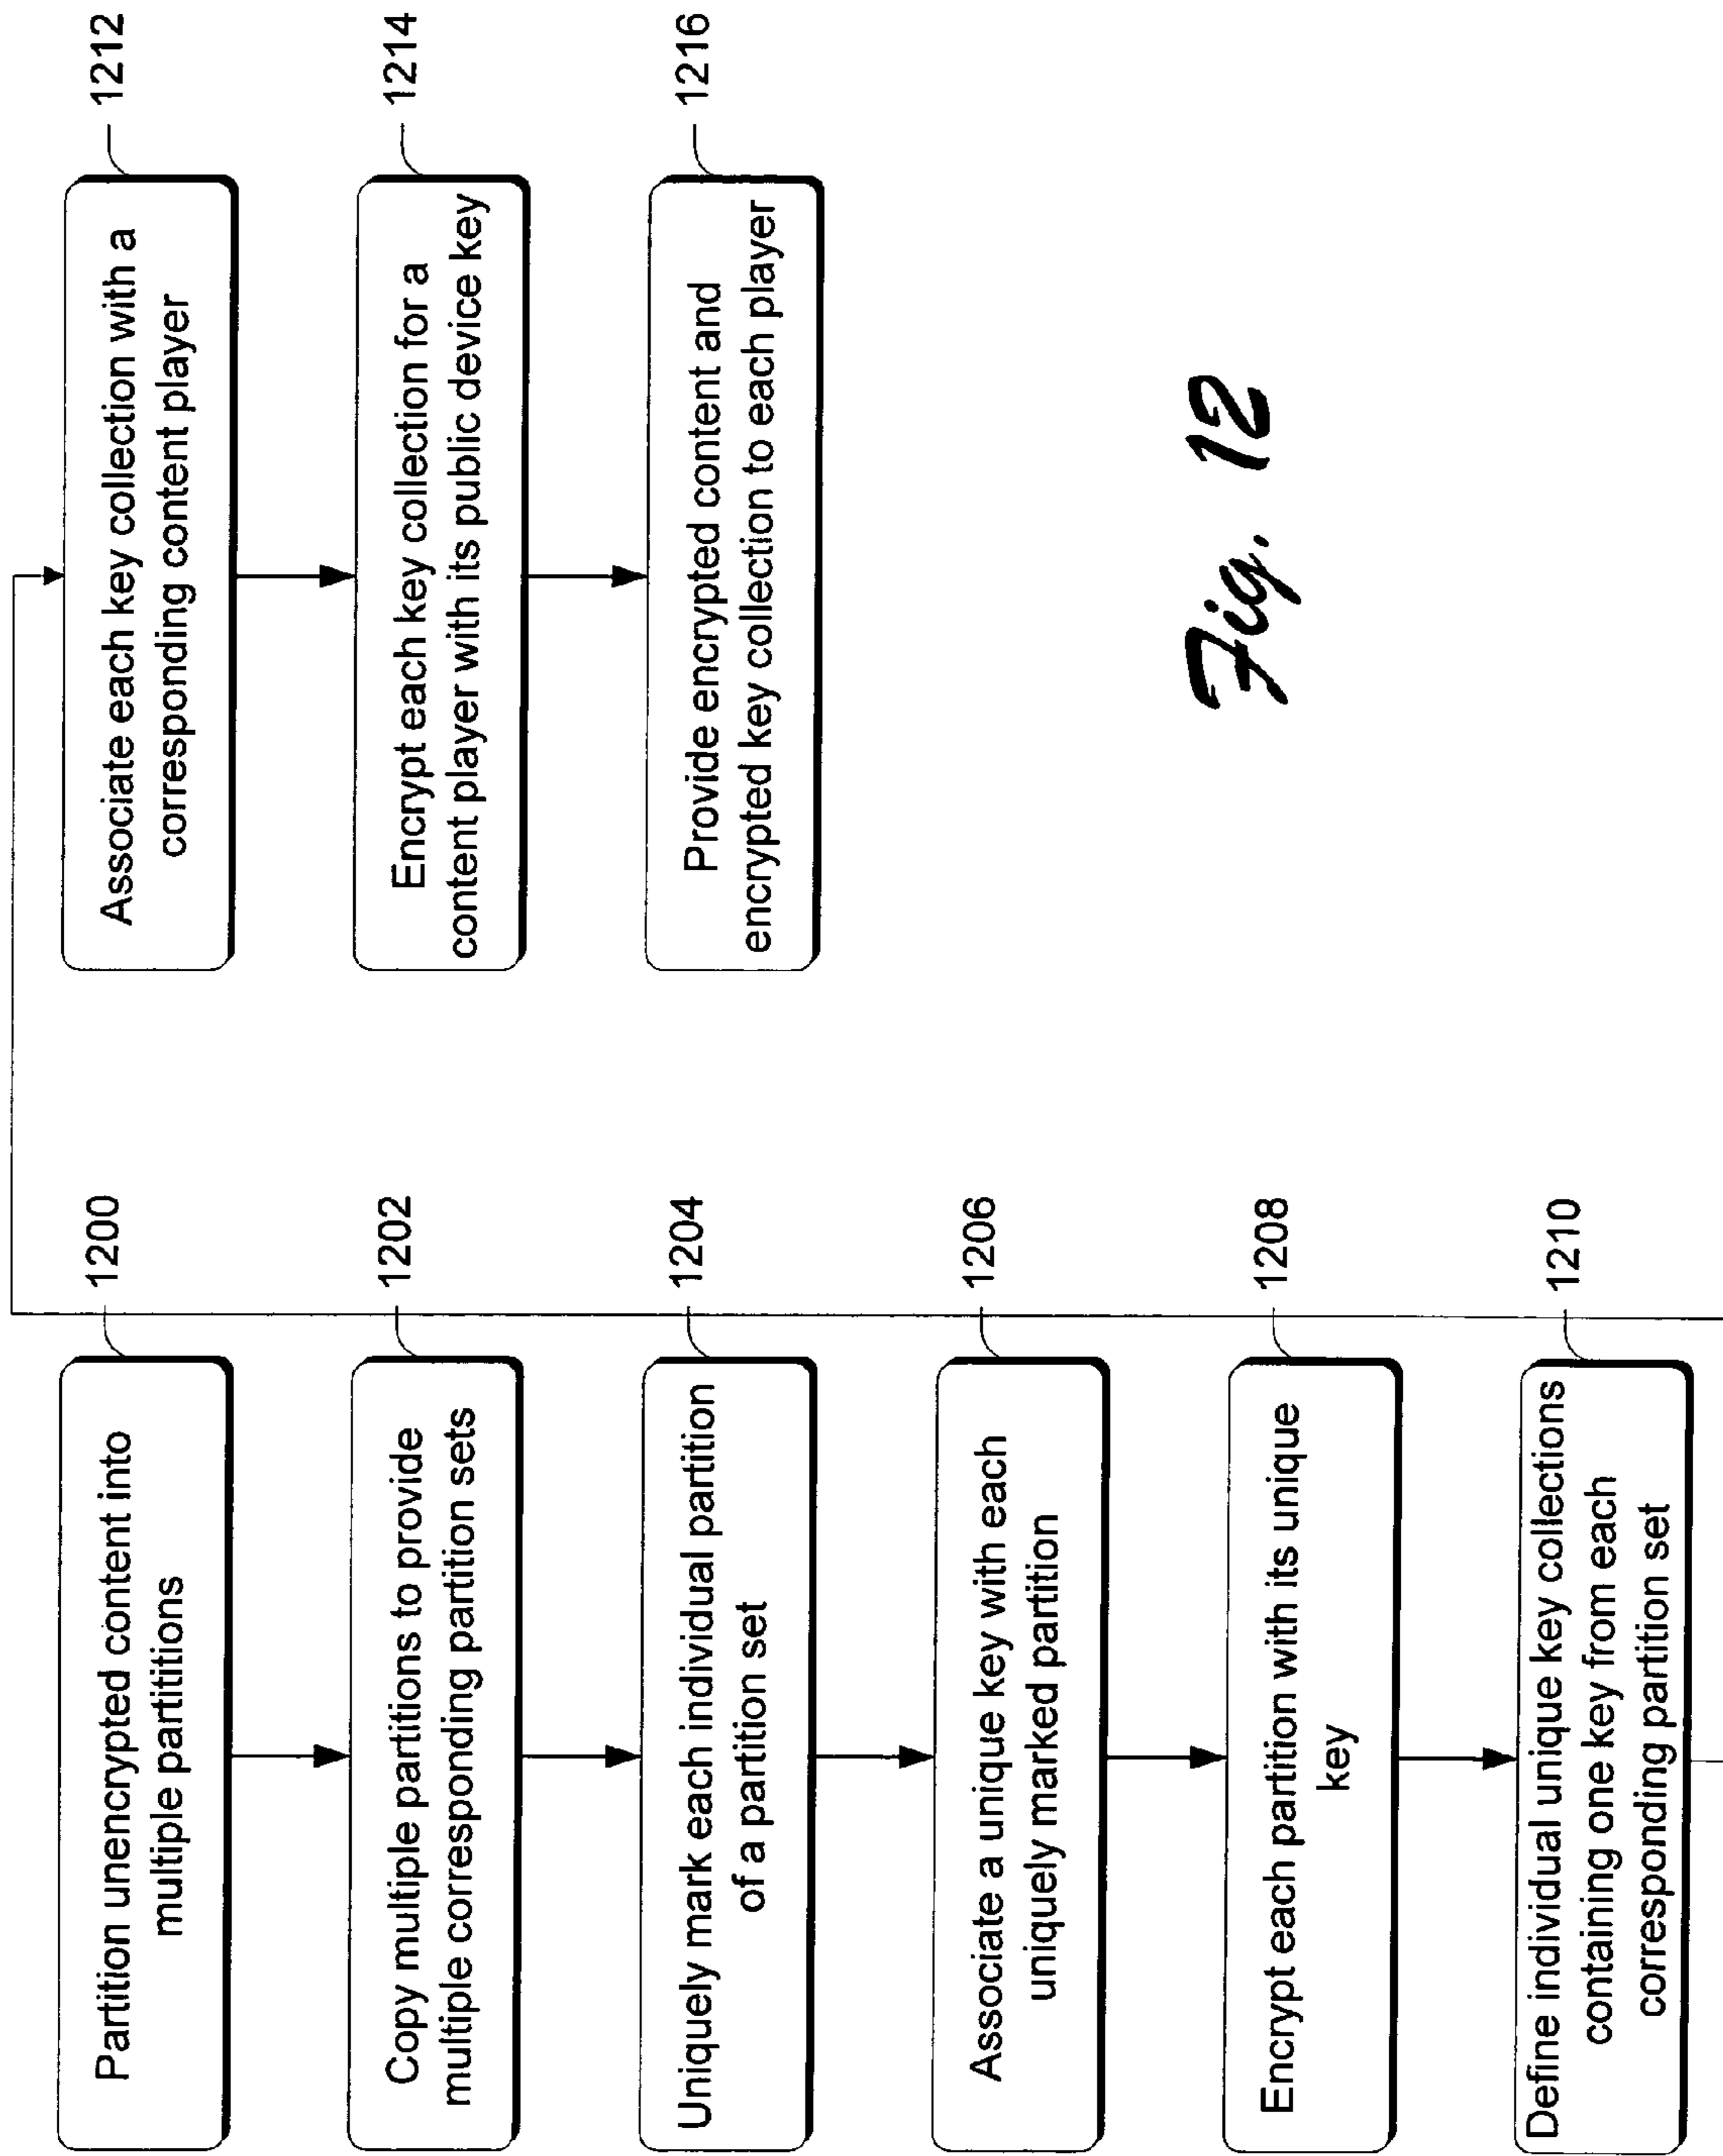 Partition unencrypted content into
multiple partitions
1200
Copy multiple partitions to provide
multiple corresponding partition sets
1202
Uniquely mark each individual partition
of a partition set
1204
Associate a unique key with each
uniquely marked partition
1206
Encrypt each partition with its unique
key
1208
Define individual unique key collections
containing one key from each
corresponding partition set
1210
Associate each key collection with a
corresponding content player
1212
Encrypt each key collection for a
content player with its public device key
1214
Provide encrypted content and
encrypted key collection to each player
1216
Fig. 12